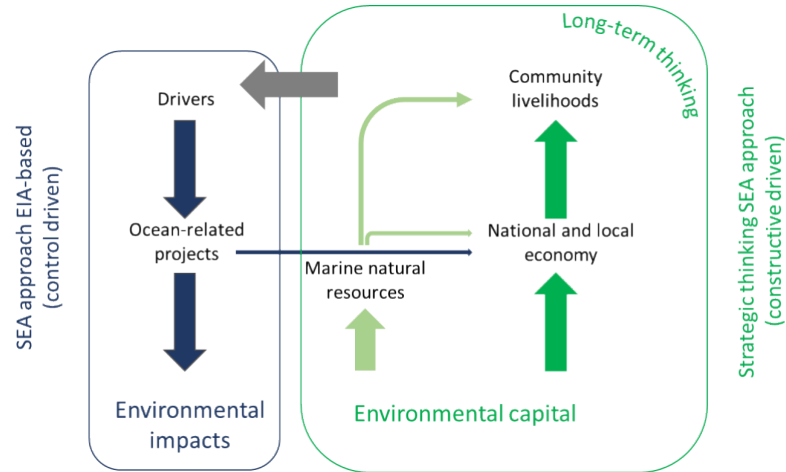 SEA approach EIA-based
(control driven)
Drivers
Ocean-related
projects
Environmental
impacts
Long-term thinking
Community
livelihoods
National and local
economy
Marine natural
resources
Environmental capital
Strategic thinking SEA approach
(constructive driven)